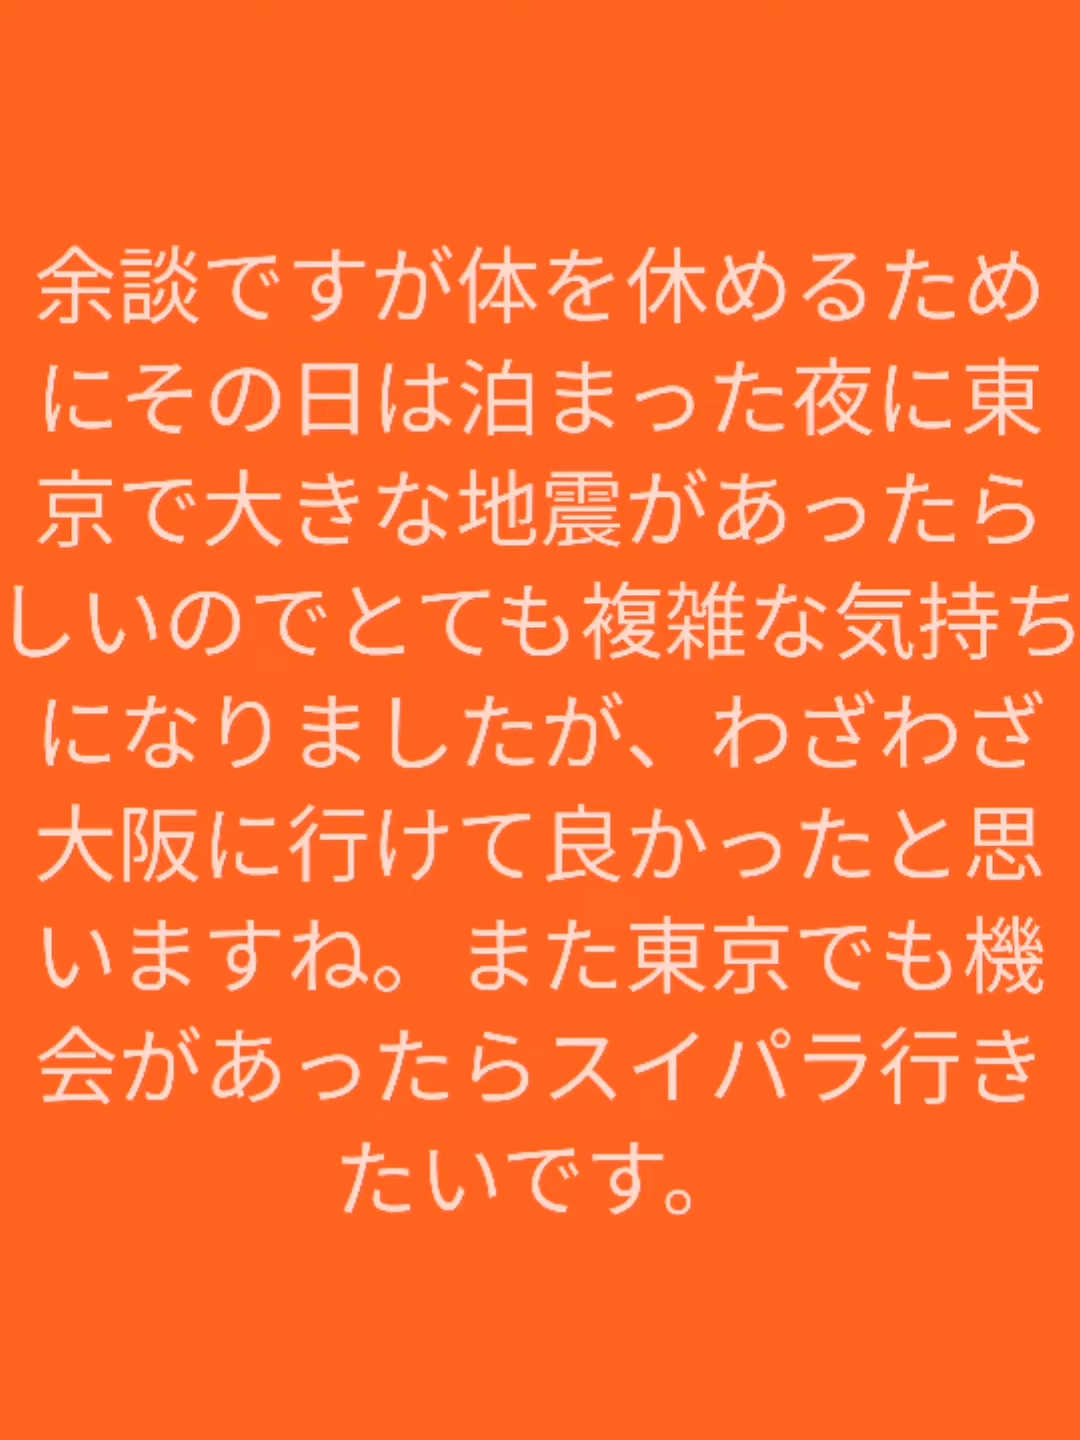 余談ですが体を休めるため
にその日は泊まった夜に東
京で大きな地震があったら
しいのでとても複雑な気持ち
になりましたが、わざわざ
大阪に行けて良かったと思
いますね。また東京でも機
会があったらスイパラ行き
たいです。